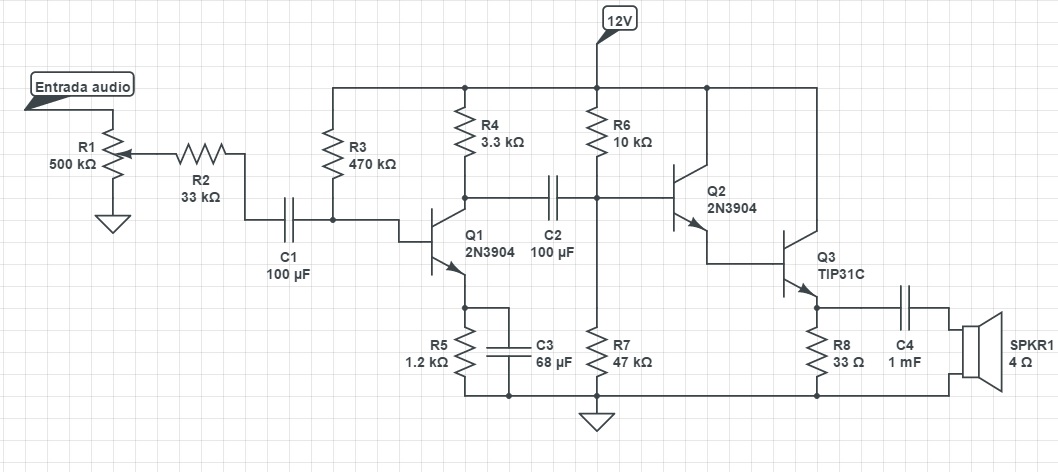 12V
Entrada audio
R1
500 kΩ
R2
33 kΩ
C1
100 µF
R3
470 kΩ
R4
3.3 kΩ
Q1
2N3904
R5
1.2 kΩ
C3
68 µF
C2
100 µF
R6
10 kΩ
R7
47 kΩ
Q2
2N3904
Q3
TIP31C
R8
33 Ω
C4
1 mF
SPKR1
4 Ω